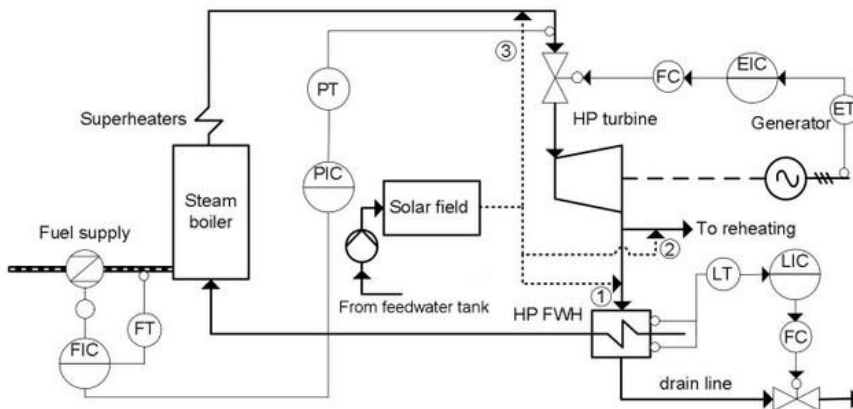 ③
PT
FC
EIC
ET
Superheaters
HP turbine
Generator
PIC
Steam
boiler
Solar field
Fuel supply
To reheating
②
From feedwater tank
①
LT
LIC
HP FWH
FT
FIC
FC
drain line